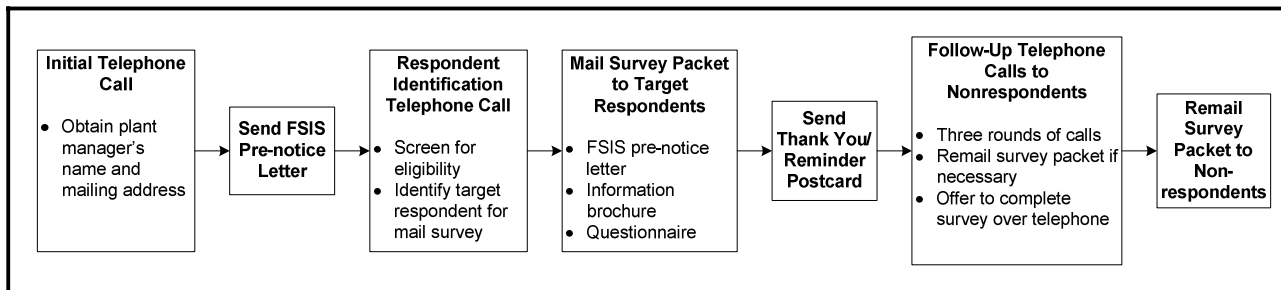 Initial Telephone
Call
• Obtain plant
manager's
name and
mailing address
Send FSIS
Pre-notice
Letter
Respondent
Identification
Telephone Call
• Screen for
eligibility
• Identify target
respondent for
mail survey
Mail Survey Packet
to Target
Respondents
• FSIS pre-notice
letter
• Information
brochure
• Questionnaire
Send
Thank You/
Reminder
Postcard
Follow-Up Telephone
Calls to
Nonrespondents
• Three rounds of calls
• Remail survey packet if
necessary
• Offer to complete
survey over telephone
Remail
Survey
Packet to
Non-
respondents